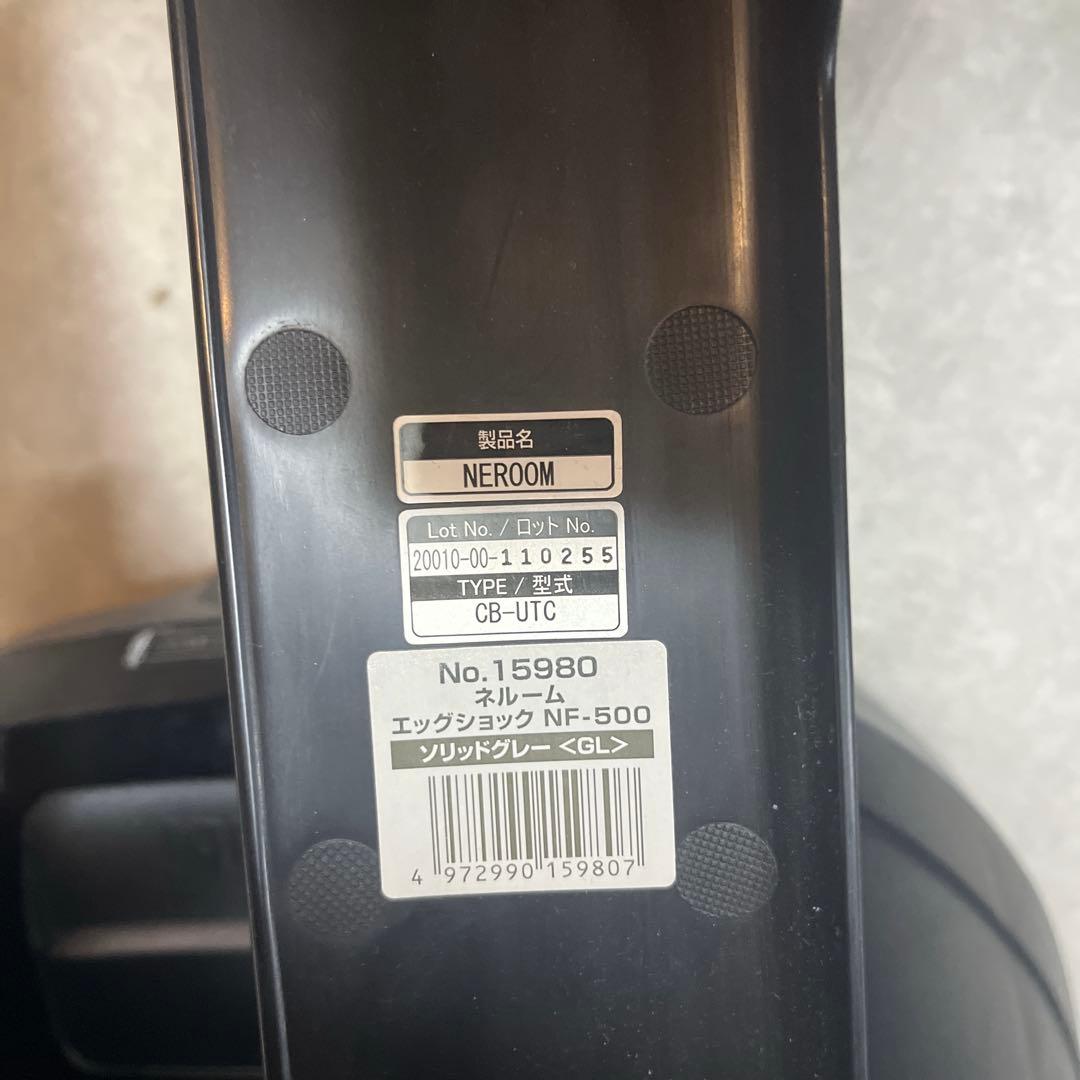 製品名
NEROOM
Lot No. / ロット No.
20010-00-110255
TYPE / 型式
CB-UTC
No.15980
ネルーム
エッグショック NF-500
ソリッドグレー <GL>
4 972990 159807